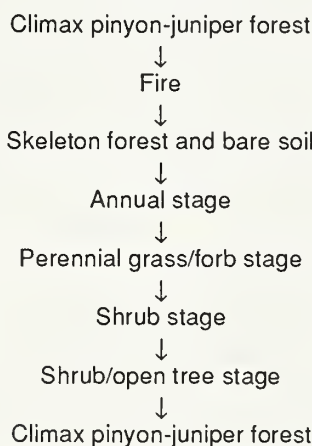 Climax pinyon-juniper forest
↓
Fire
↓
Skeleton forest and bare soil
↓
Annual stage
↓
Perennial grass/forb stage
↓
Shrub stage
↓
Shrub/open tree stage
↓
Climax pinyon-juniper forest